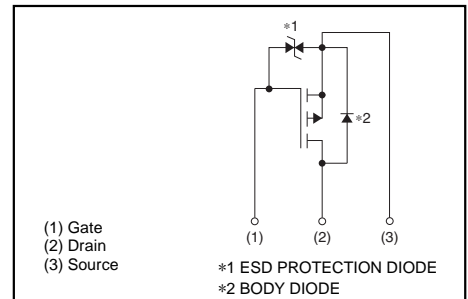 ∗1
∗2
(1) (2) (3)
(1) Gate
(2) Drain
(3) Source
∗1 ESD PROTECTION DIODE
∗2 BODY DIODE